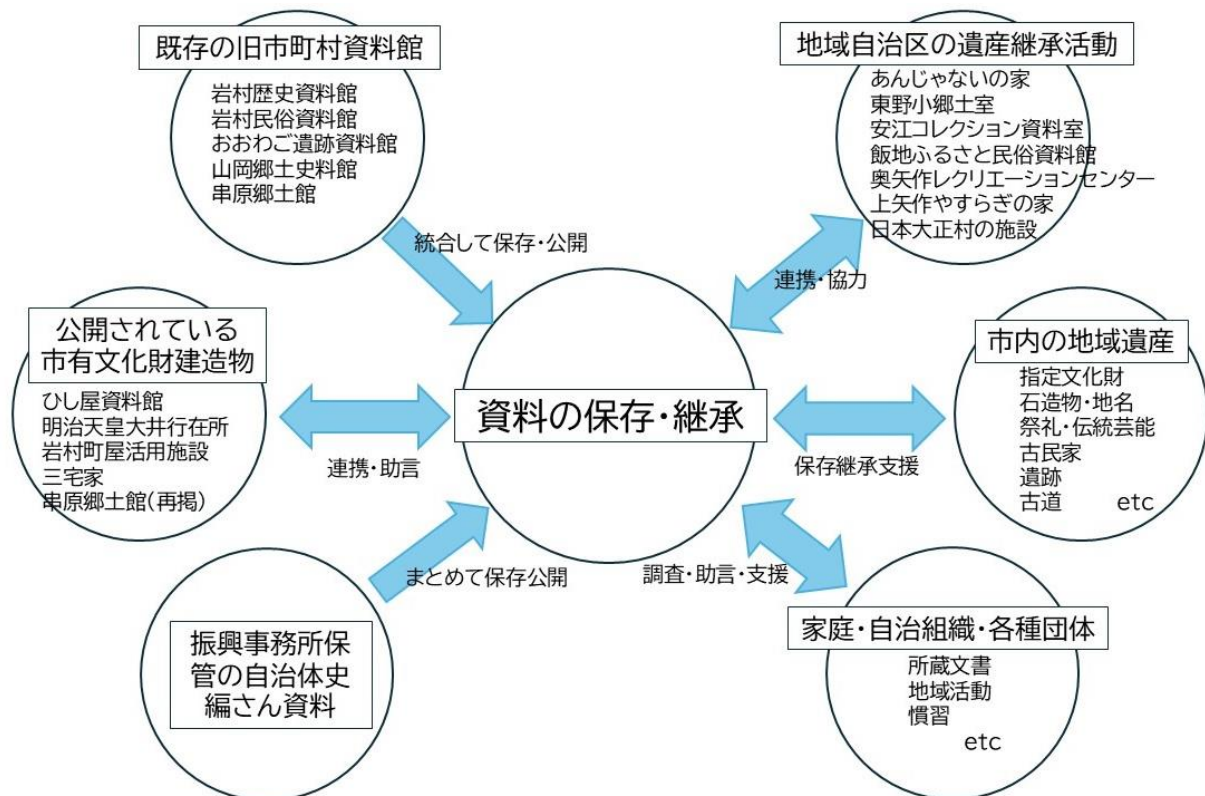 既存の旧市町村資料館
岩村歴史資料館
岩村民俗資料館
おおわご遺跡資料館
山岡郷土史料館
串原郷土館
統合して保存・公開
地域自治区の遺産継承活動
あんじゃないの家
東野小郷土室
安江コレクション資料室
飯地ふるさと民俗資料館
奥矢作レクリエーションセンター
上矢作やすらぎの家
日本大正村の施設
連携・協力
公開されている
市有文化財建造物
ひし屋資料館
明治天皇大井行在所
岩村町屋活用施設
三宅家
串原郷土館(再掲)
連携・助言
資料の保存・継承
市内の地域遺産
指定文化財
石造物・地名
祭礼・伝統芸能
古民家
遺跡
古道 etc
保存継承支援
振興事務所保
管の自治体史
編さん資料
まとめて保存公開
調査・助言・支援
家庭・自治組織・各種団体
所蔵文書
地域活動
慣習
etc